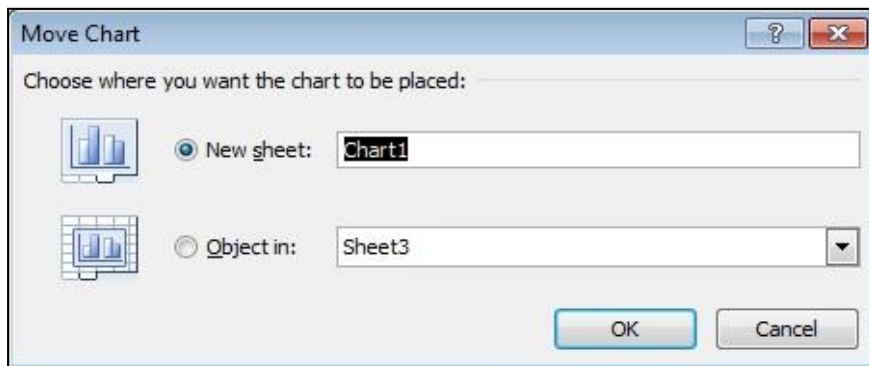 Move Chart
Choose where you want the chart to be placed:
New sheet: Chart1
Object in: Sheet3
OK Cancel